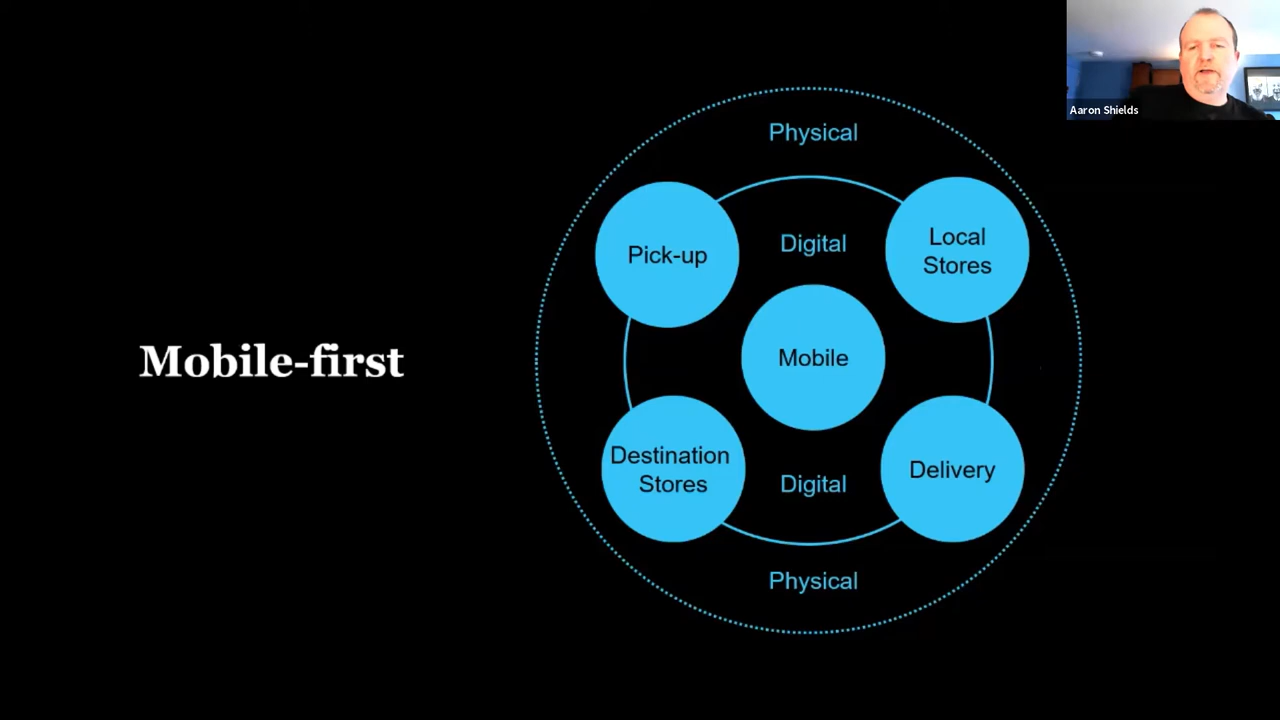 Aaron Shields
Mobile-first
Physical
Pick-up
Digital
Local
Stores
Mobile
Destination
Stores
Digital
Delivery
Physical